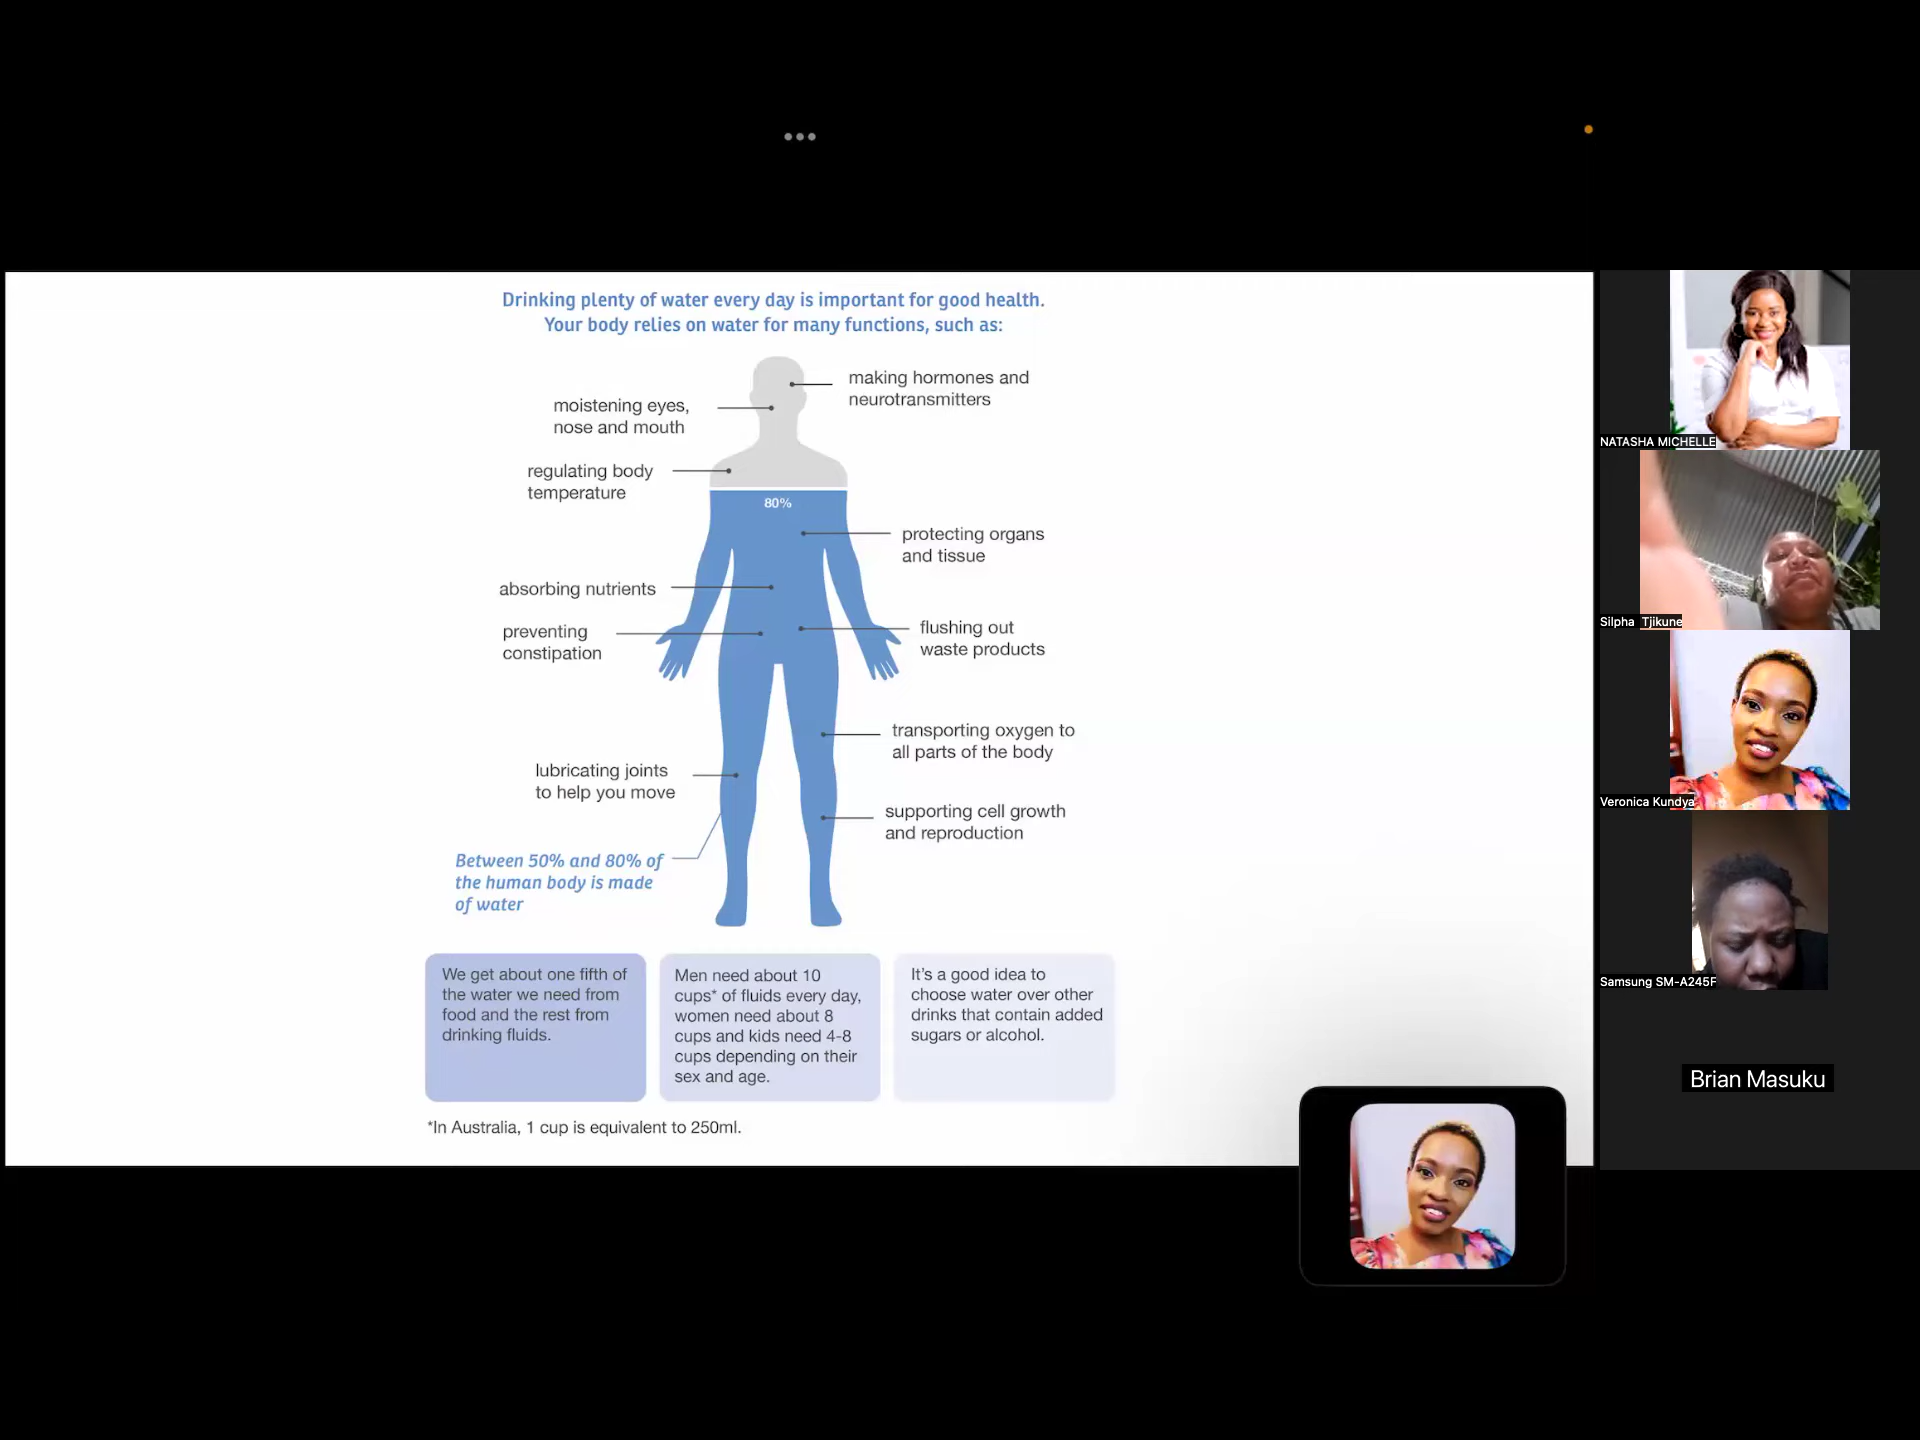 Drinking plenty of water every day is important for good health.
Your body relies on water for many functions, such as:
making hormones and
neurotransmitters
moistening eyes,
nose and mouth
regulating body
temperature
80%
protecting organs
and tissue
absorbing nutrients
preventing
constipation
flushing out
waste products
transporting oxygen to
all parts of the body
lubricating joints
to help you move
supporting cell growth
and reproduction
Between 50% and 80% of
the human body is made
of water
We get about one fifth of
the water we need from
food and the rest from
drinking fluids.
Men need about 10
cups* of fluids every day,
women need about 8
cups and kids need 4-8
cups depending on their
sex and age.
It's a good idea to
choose water over other
drinks that contain added
sugars or alcohol.
*In Australia, 1 cup is equivalent to 250ml.
NATASHA MICHELLE
Silpha Tjikune
Veronica Kundya
Samsung SM-A245F
Brian Masuku